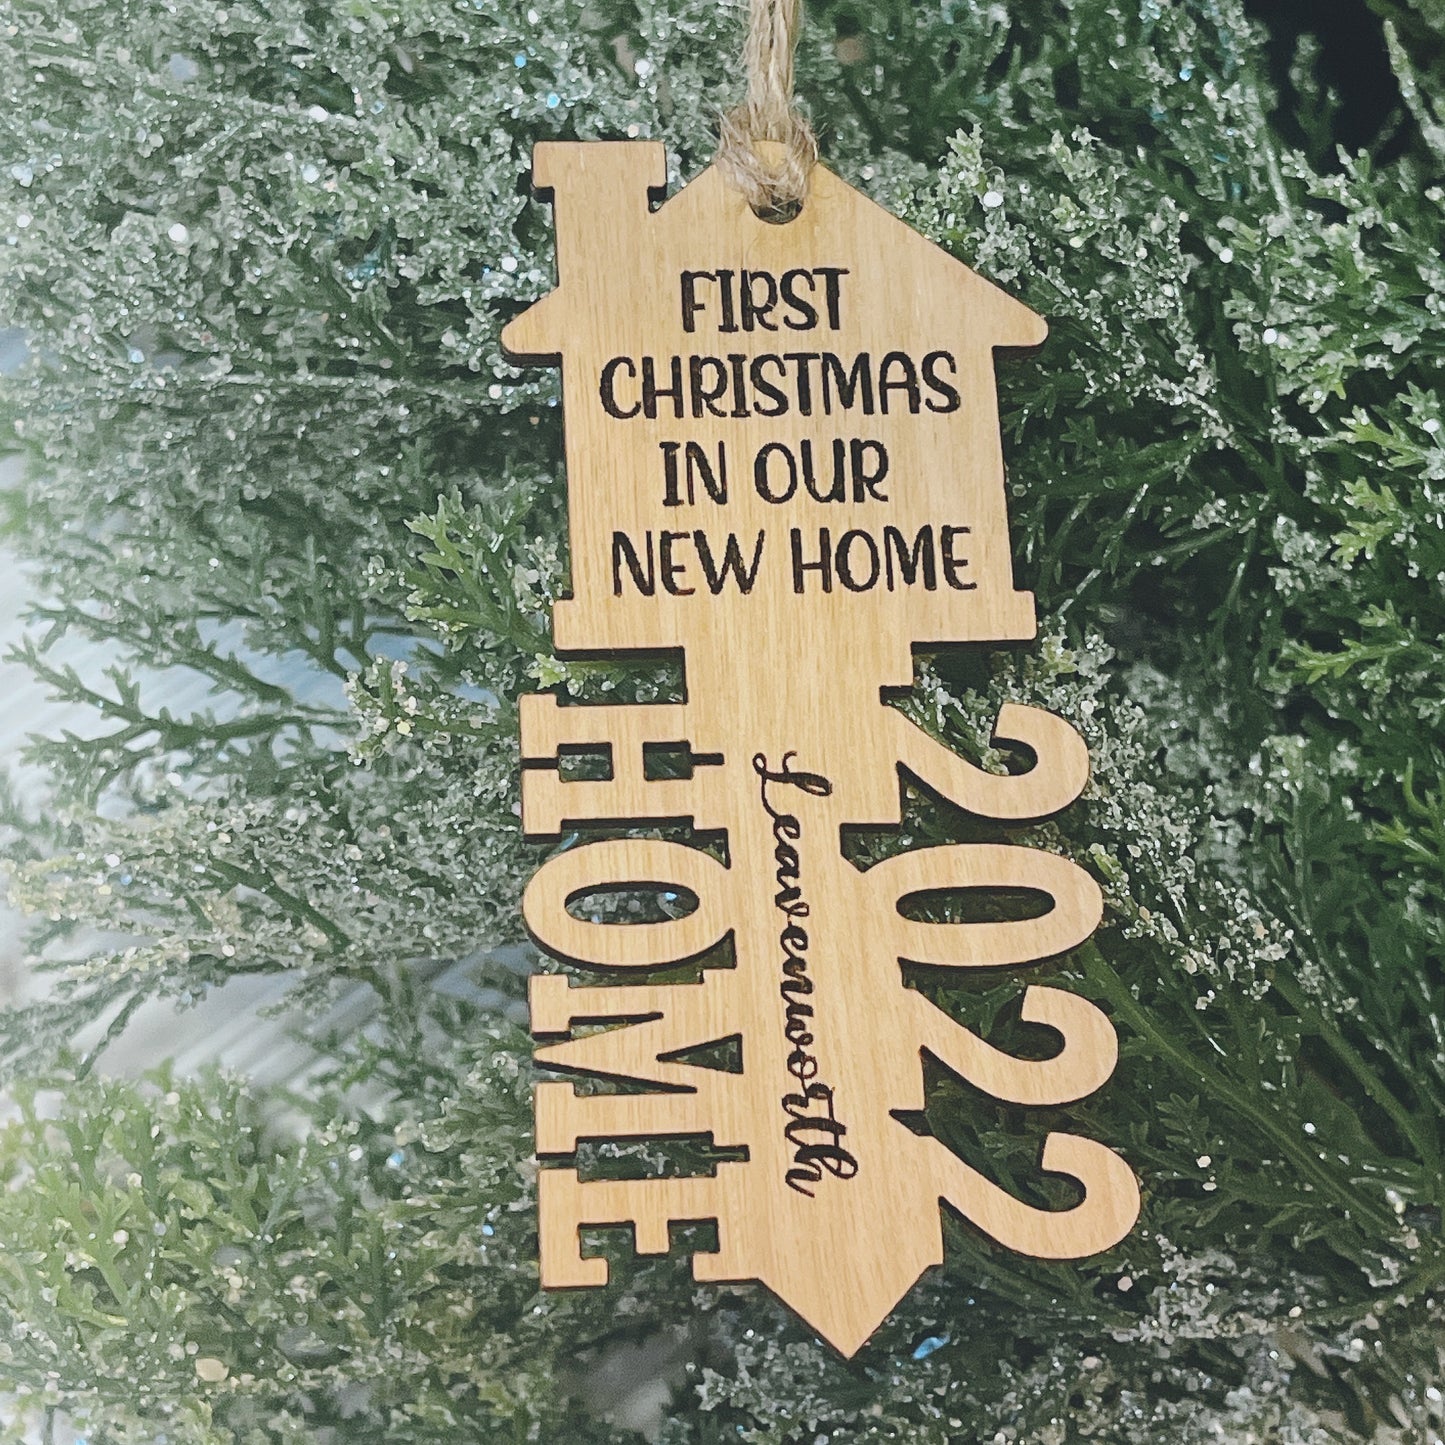 FIRST
CHRISTMAS
IN OUR
NEW HOME
HOME
Leavenworth
2022